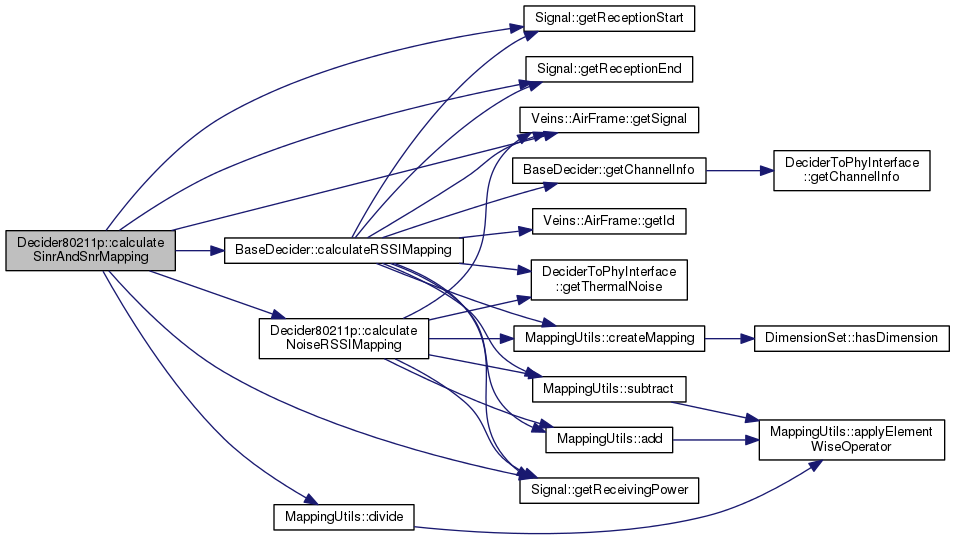 Signal::getReceptionStart
Signal::getReceptionEnd
Veins::AirFrame::getSignal
BaseDecider::getChannelInfo
DeciderToPhyInterface
::getChannelInfo
Veins::AirFrame::getId
Decider80211p::calculate
SinrAndSnrMapping
BaseDecider::calculateRSSIMapping
DeciderToPhyInterface
::getThermalNoise
Decider80211p::calculate
NoiseRSSIMapping
MappingUtils::createMapping
DimensionSet::hasDimension
MappingUtils::subtract
MappingUtils::add
MappingUtils::applyElement
WiseOperator
Signal::getReceivingPower
MappingUtils::divide